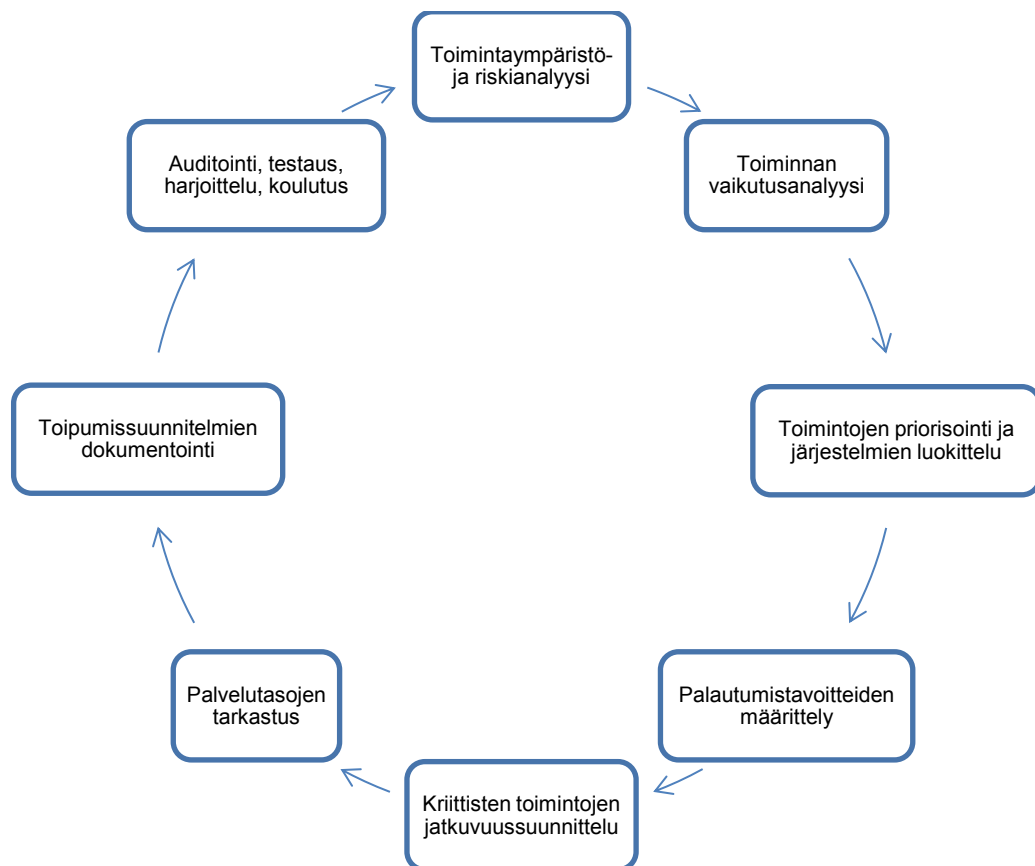 Toimintaympäristö-
ja riskianalyysi
Toiminnan
vaikutusanalyysi
Toimintojen priorisointi ja
järjestelmien luokittelu
Palautumistavoitteiden
määrittely
Kriittisten toimintojen
jatkuvuussuunnittelu
Palvelutasojen
tarkastus
Toipumissuunnitelmien
dokumentointi
Auditointi, testaus,
harjoittelu, koulutus